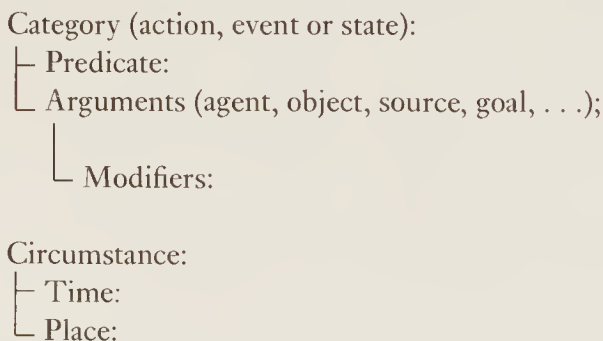 Category (action, event or state):
Predicate:
Arguments (agent, object, source, goal, . . .);
Modifiers:
Circumstance:
Time:
Place: